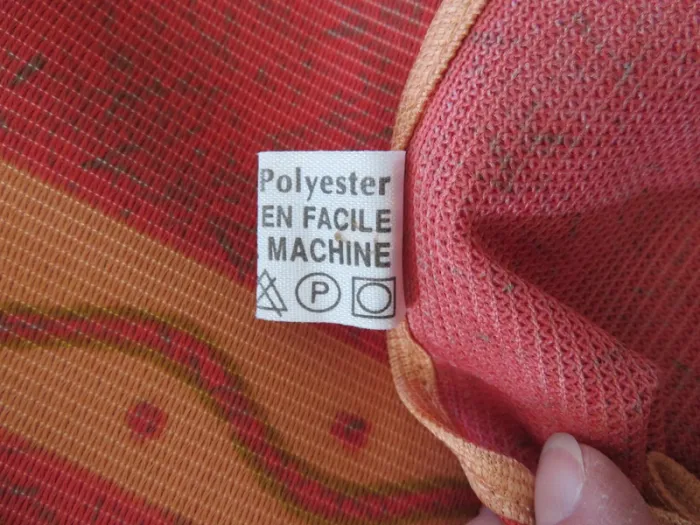 Polyester
EN FACILE
MACHINE
P